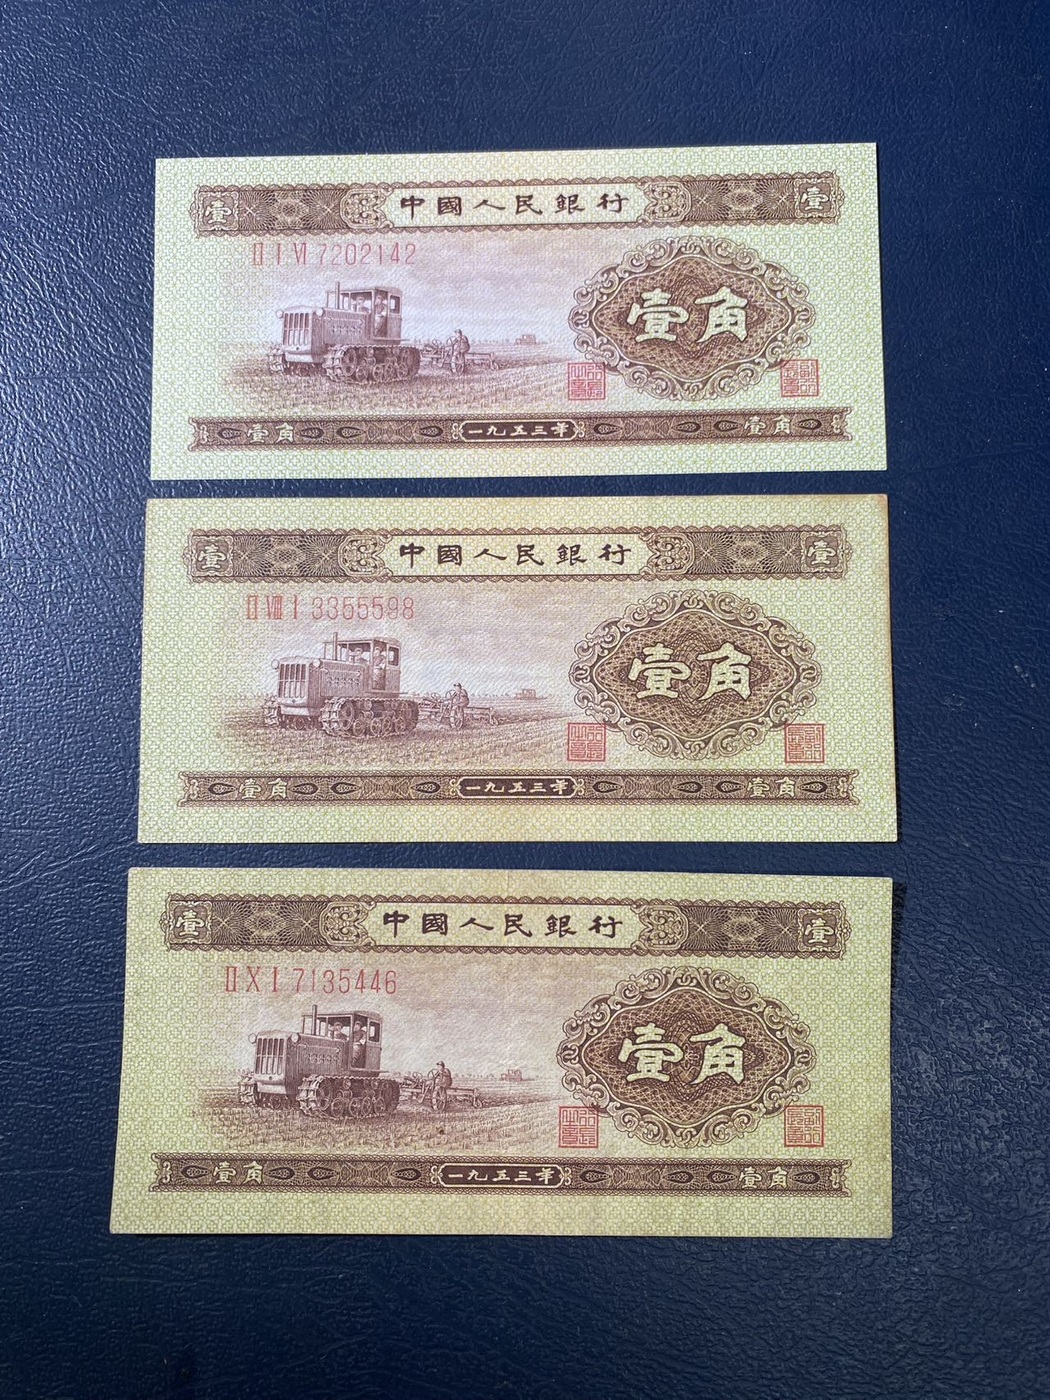 壹 中國人民銀行 壹
II I VI 7202142
壹角
壹角 一九五三年 壹角
壹 中國人民銀行 壹
II VIII I 3355598
壹角
壹角 一九五三年 壹角
壹 中國人民銀行 壹
II X I 7135446
壹角
壹角 一九五三年 壹角